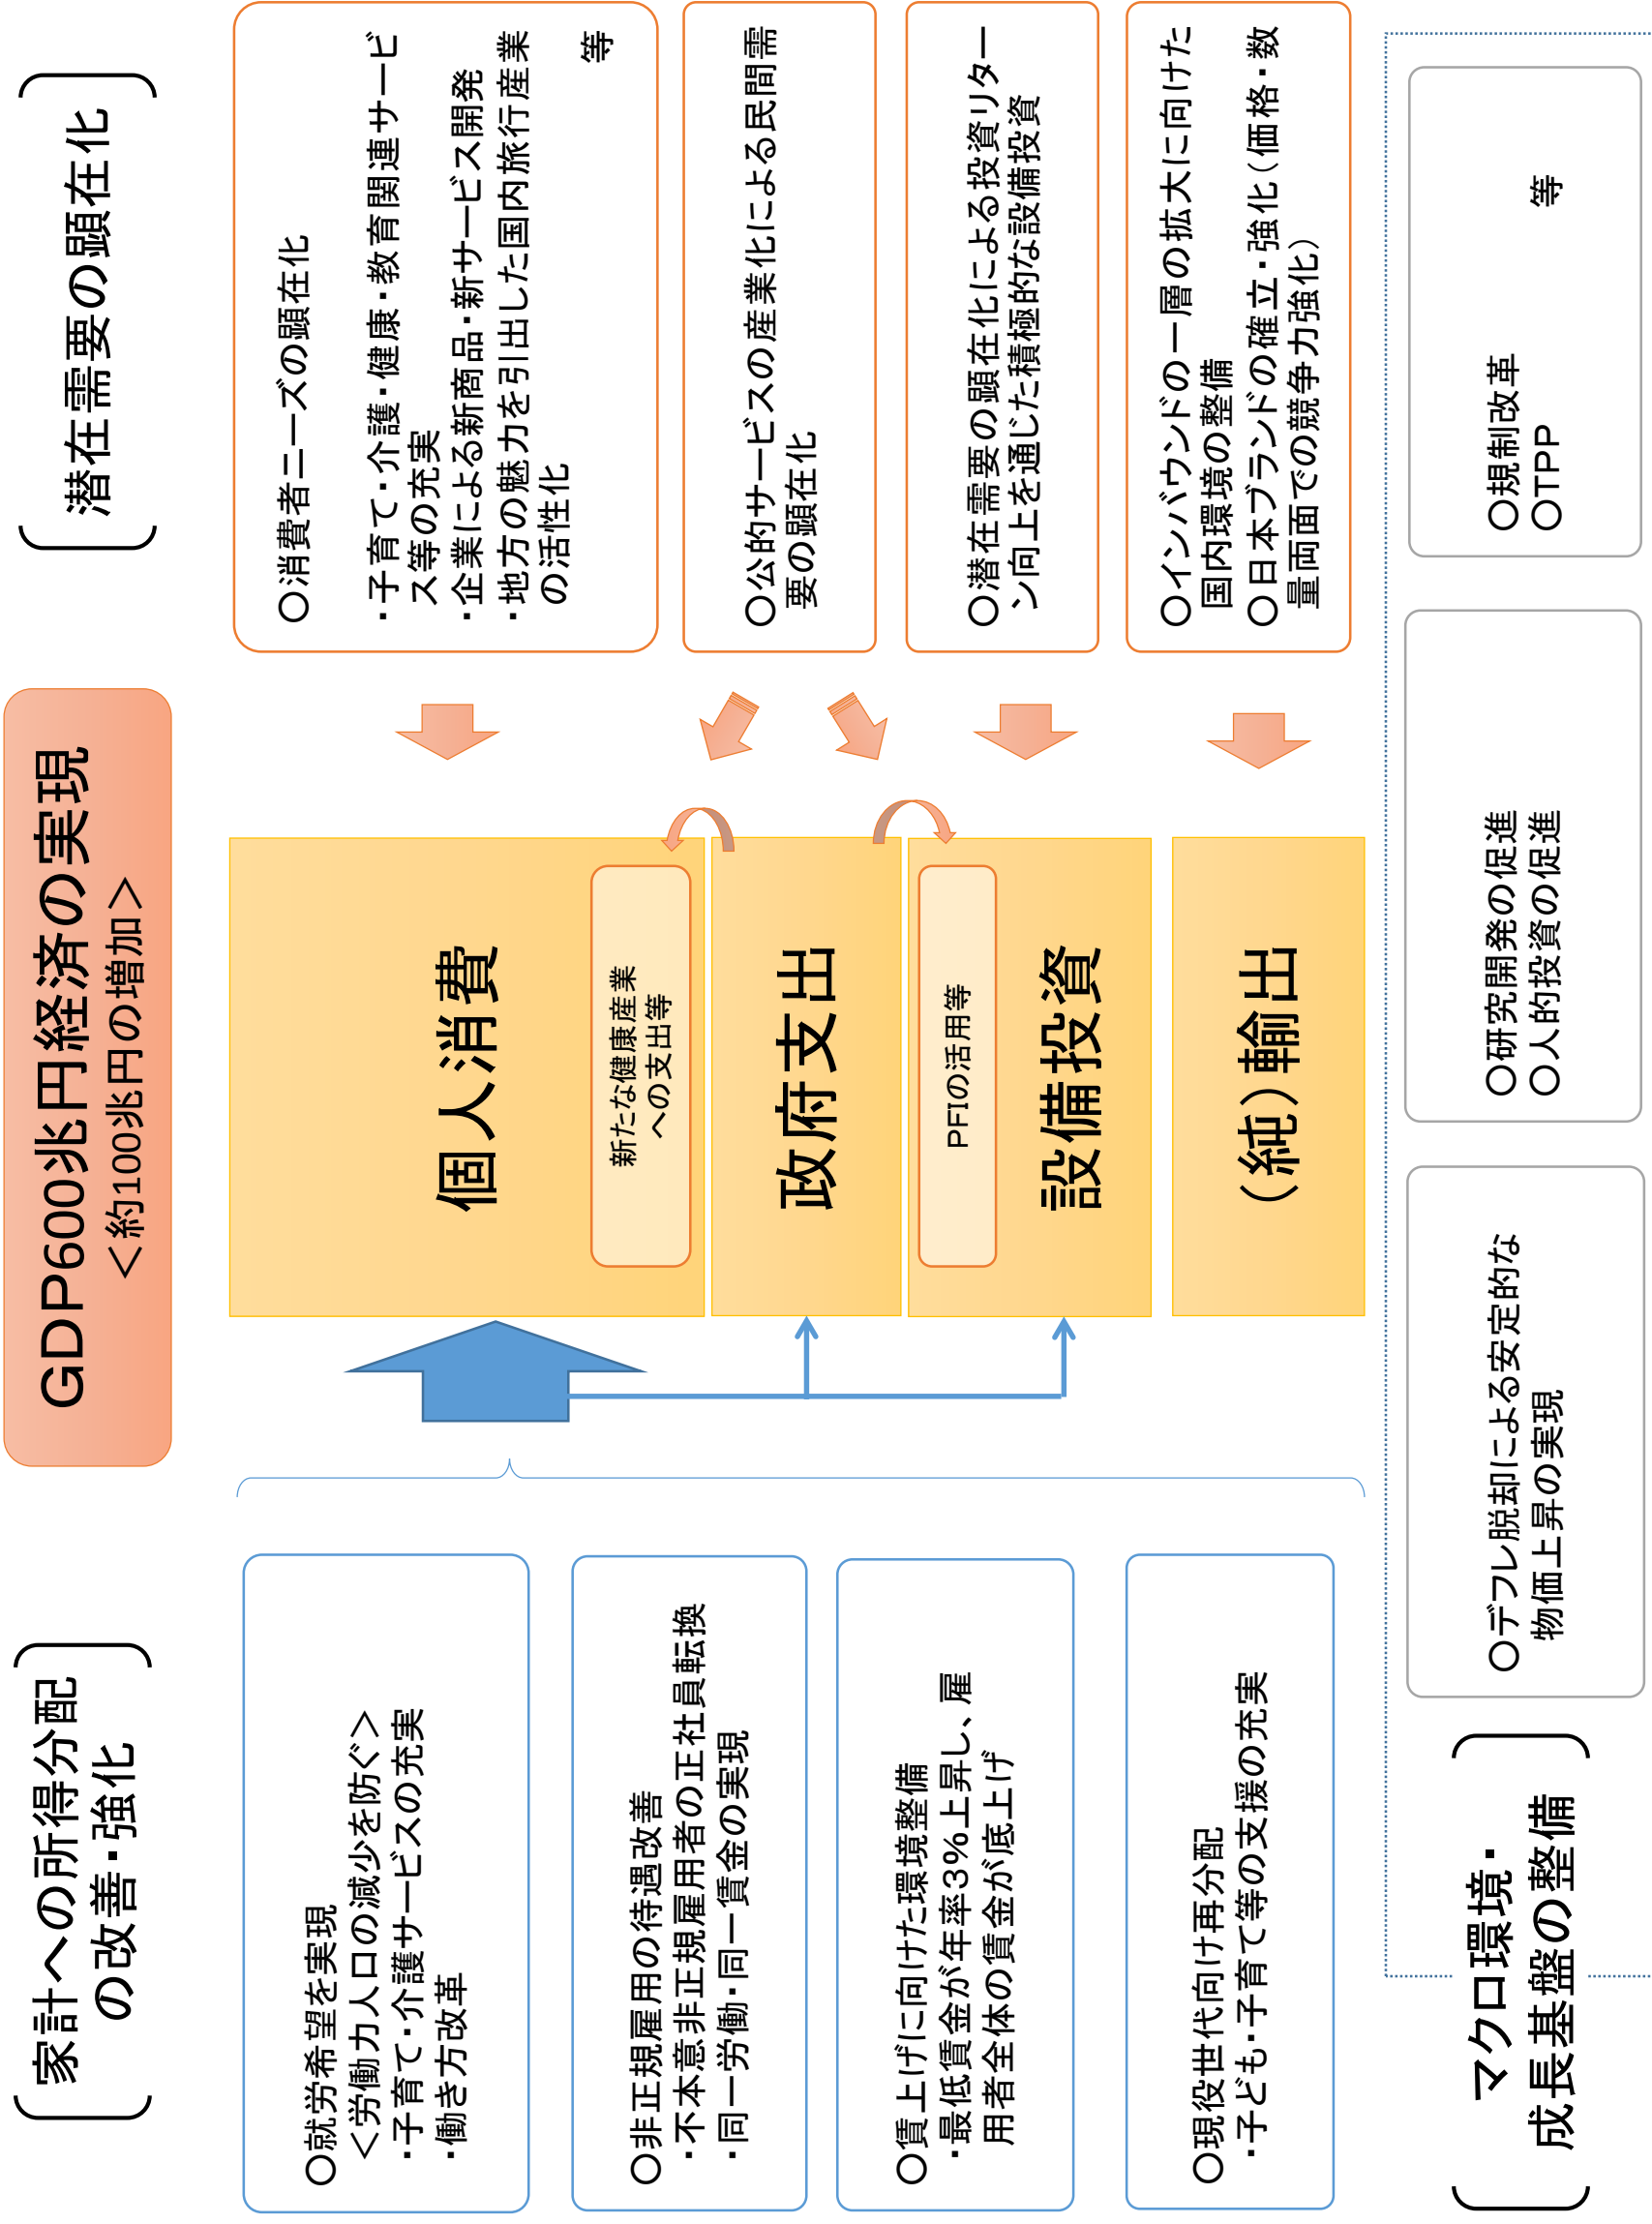 GDP600兆円経済の実現
＜約100兆円の増加＞
家計への所得分配
の改善・強化
潜在需要の顕在化
〇就労希望を実現
＜労働力人口の減少を防ぐ＞
・子育て・介護サービスの充実
・働き方改革
〇非正規雇用の待遇改善
・不本意非正規雇用者の正社員転換
・同一労働・同一賃金の実現
〇賃上げに向けた環境整備
・最低賃金が年率３％上昇し、雇
用者全体の賃金が底上げ
〇現役世代向け再分配
・子ども・子育て等の支援の充実
個人消費
新たな健康産業
への支出等
政府支出
PFIの活用等
設備投資
（純）輸出
〇消費者ニーズの顕在化
・子育て・介護・健康・教育関連サービ
ス等の充実
・企業による新商品・新サービス開発
・地方の魅力を引出した国内旅行産業
の活性化
等
〇公的サービスの産業化による民間需
要の顕在化
〇潜在需要の顕在化による投資リター
ン向上を通じた積極的な設備投資
〇インバウンドの一層の拡大に向けた
国内環境の整備
〇日本ブランドの確立・強化（価格・数
量両面での競争力強化）
マクロ環境・
成長基盤の整備
〇デフレ脱却による安定的な
物価上昇の実現
〇研究開発の促進
〇人的投資の促進
〇規制改革
〇TPP
等